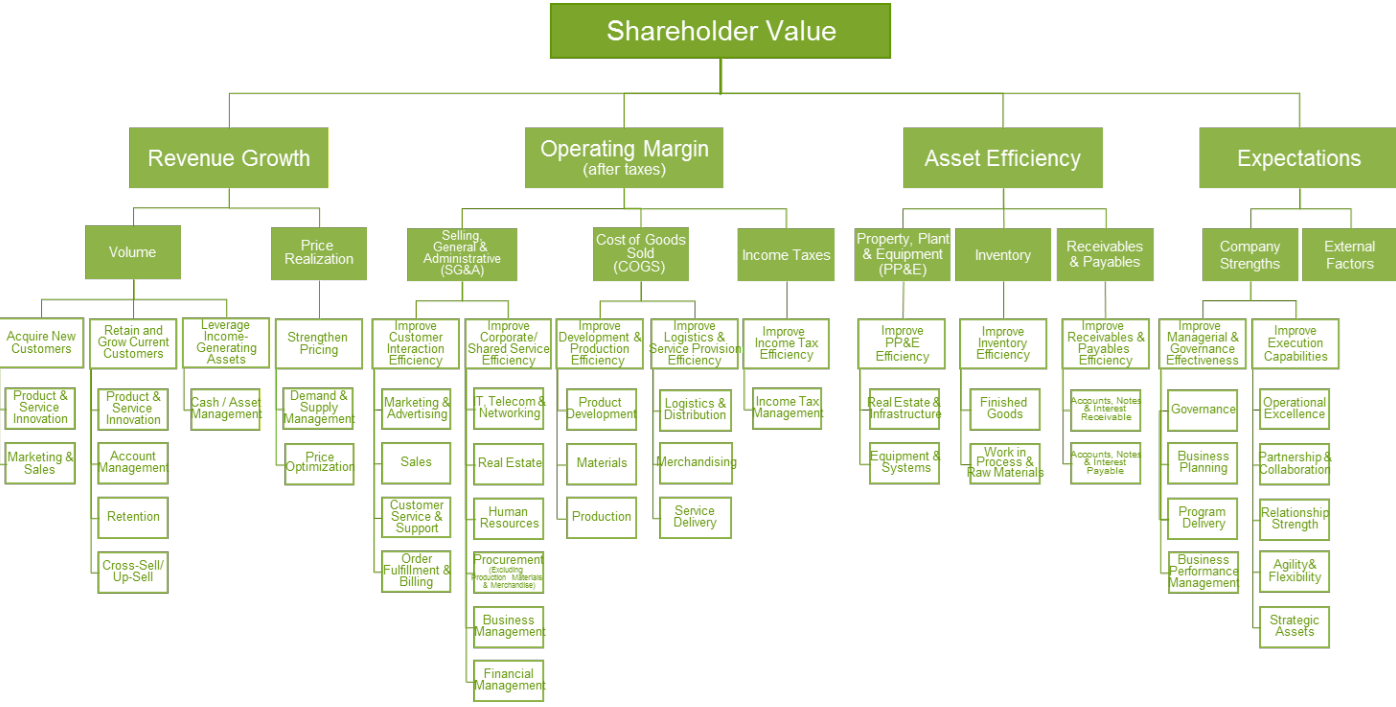 Shareholder Value
Revenue Growth
Operating Margin
(after taxes)
Asset Efficiency
Expectations
Volume
Price
Realization
Selling,
General &
Administrative
(SG&A)
Cost of Goods
Sold
(COGS)
Income Taxes
Property, Plant
& Equipment
(PP&E)
Inventory
Receivables
& Payables
Company
Strengths
External
Factors
Acquire New
Customers
Retain and
Grow Current
Customers
Leverage
Income-
Generating
Assets
Strengthen
Pricing
Improve
Customer
Interaction
Efficiency
Improve
Corporate/
Shared Service
Efficiency
Improve
Development &
Production
Efficiency
Improve
Logistics &
Service Provision
Efficiency
Improve
Income Tax
Efficiency
Improve
PP&E
Efficiency
Improve
Inventory
Efficiency
Improve
Receivables &
Payables
Efficiency
Improve
Managerial &
Governance
Effectiveness
Improve
Execution
Capabilities
Product &
Service
Innovation
Marketing &
Sales
Product &
Service
Innovation
Account
Management
Retention
Cross-Sell/
Up-Sell
Cash / Asset
Management
Demand &
Supply
Management
Price
Optimization
Marketing &
Advertising
Sales
Customer
Service &
Support
Order
Fulfillment &
Billing
IT, Telecom &
Networking
Real Estate
Human
Resources
Procurement
(Excluding
Production Materials
& Merchandise)
Business
Management
Financial
Management
Product
Development
Materials
Production
Logistics &
Distribution
Merchandising
Service
Delivery
Income Tax
Management
Real Estate &
Infrastructure
Equipment &
Systems
Finished
Goods
Work in
Process &
Raw Materials
Accounts, Notes
& Interest
Receivable
Accounts, Notes
& Interest
Payable
Governance
Business
Planning
Program
Delivery
Business
Performance
Management
Operational
Excellence
Partnership &
Collaboration
Relationship
Strength
Agility&
Flexibility
Strategic
Assets